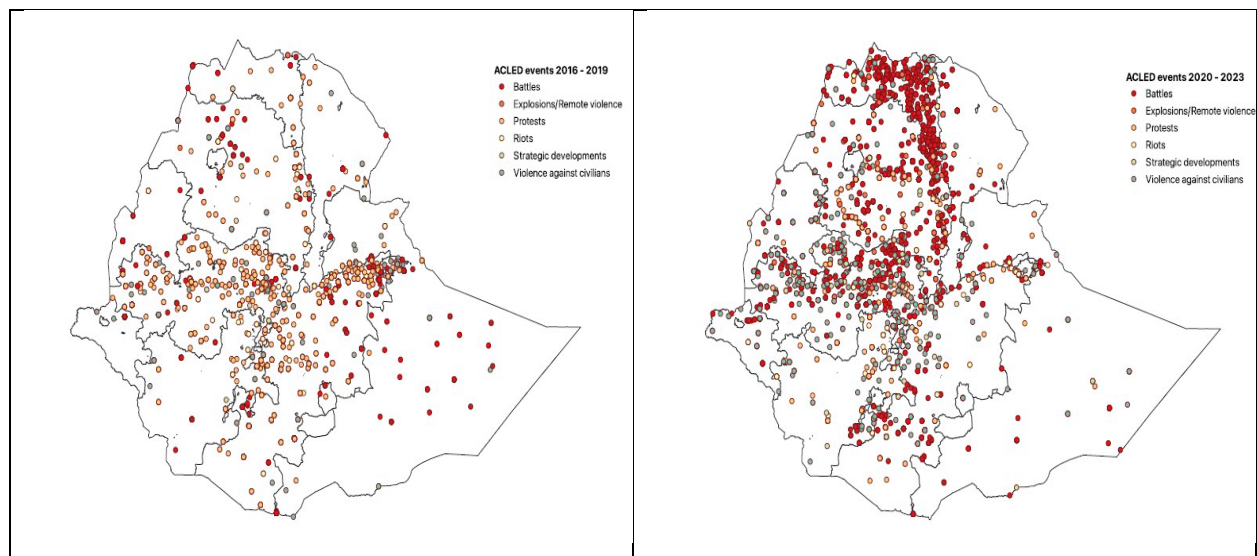 ACLED events 2016 - 2019
Battles
Explosions/Remote violence
Protests
Riots
Strategic developments
Violence against civilians
ACLED events 2020 - 2023
Battles
Explosions/Remote violence
Protests
Riots
Strategic developments
Violence against civilians